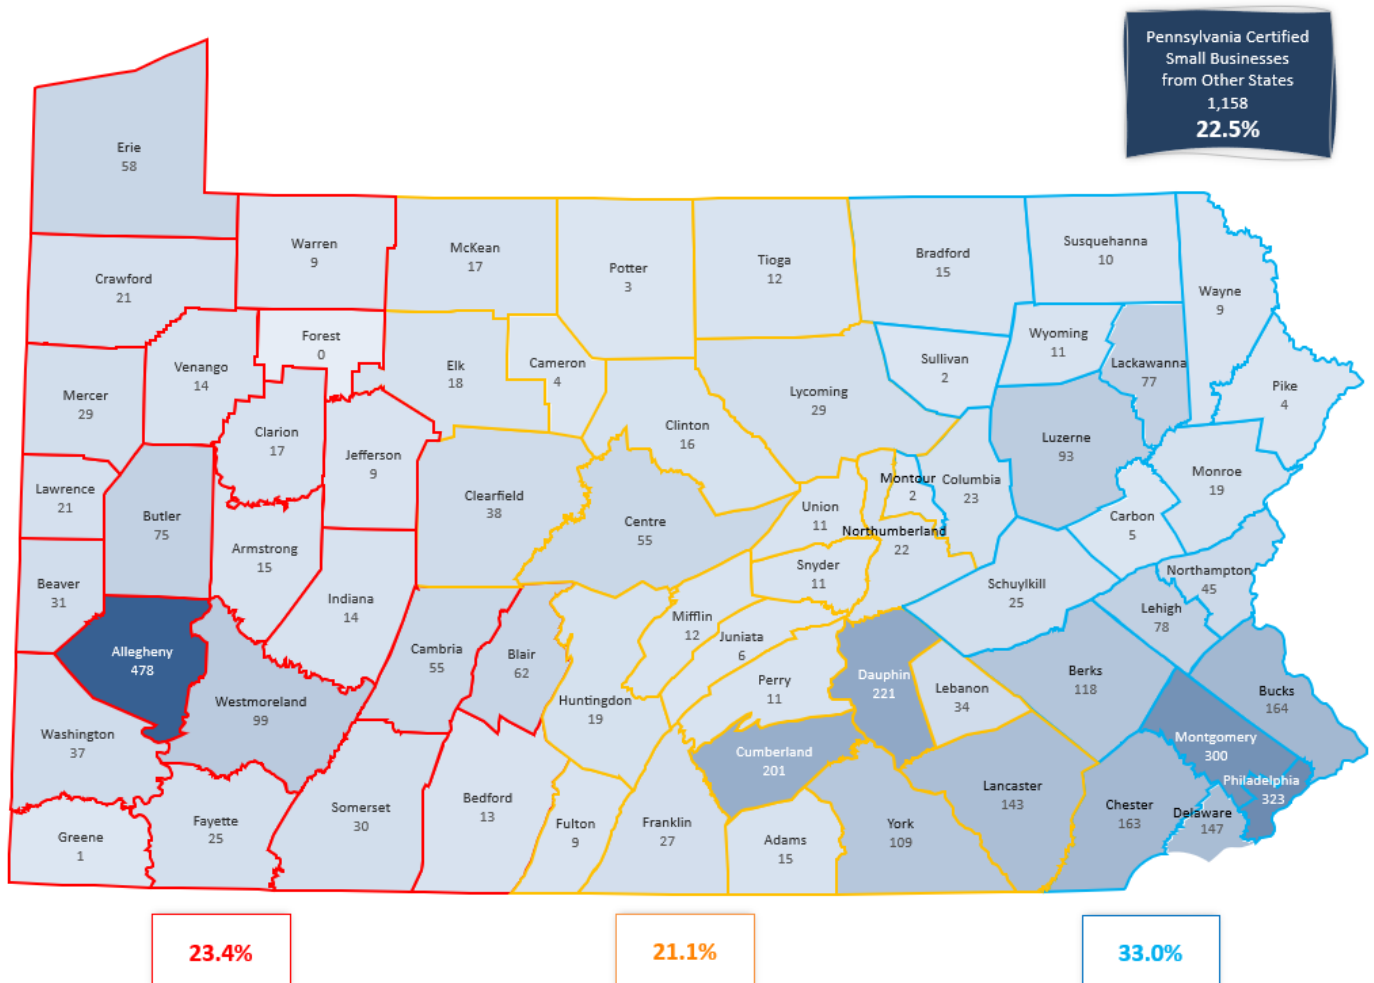 Pennsylvania Certified
Small Businesses
from Other States
1,158
22.5%
Erie
58
Warren
9
McKean
17
Potter
3
Tioga
12
Bradford
15
Susquehanna
10
Wayne
9
Crawford
21
Forest
0
Venango
14
Elk
18
Cameron
4
Lycoming
29
Sullivan
2
Wyoming
11
Lackawanna
77
Pike
4
Mercer
29
Clarion
17
Jefferson
9
Clinton
16
Luzerne
93
Monroe
19
Lawrence
21
Butler
75
Clearfield
38
Centre
55
Union
11
Montour
2
Columbia
23
Carbon
5
Northumberland
22
Armstrong
15
Snyder
11
Northampton
45
Beaver
31
Indiana
14
Schuylkill
25
Lehigh
78
Mifflin
12
Juniata
6
Allegheny
478
Cambria
55
Blair
62
Perry
11
Dauphin
221
Lebanon
34
Berks
118
Bucks
164
Westmoreland
99
Huntingdon
19
Washington
37
Cumberland
201
Montgomery
300
Philadelphia
323
Lancaster
143
Chester
163
Delaware
147
Somerset
30
Bedford
13
Fayette
25
Fulton
9
Franklin
27
Adams
15
York
109
Greene
1
23.4%
21.1%
33.0%